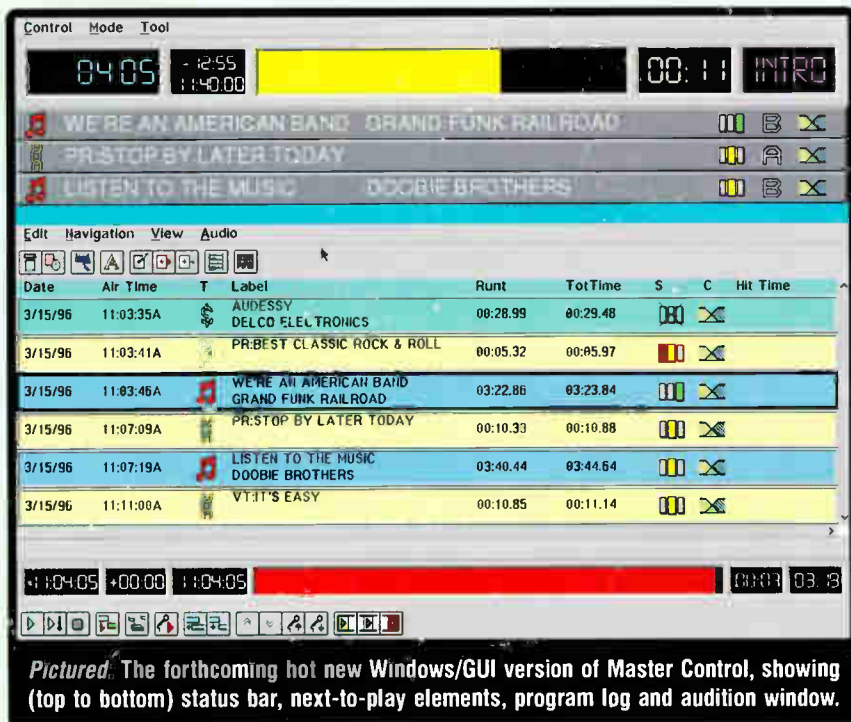 Control Mode Tool
04:05 -12:55 11:40:00 00:11 INTRO
WE'RE AN AMERICAN BAND GRAND FUNK RAILROAD B
PR:STOP BY LATER TODAY A
LISTEN TO THE MUSIC DOOBIE BROTHERS B
Edit Navigation View Audio
Date Air Time T Label Runt TotTime S C Hit Time
3/15/96 11:03:35A $ AUDESSY 00:28.99 00:29.48
DELCO ELECTRONICS
3/15/96 11:03:41A PR:BEST CLASSIC ROCK & ROLL 00:05.32 00:05.97
3/15/96 11:03:46A WE'RE AN AMERICAN BAND 03:22.86 03:23.84
GRAND FUNK RAILROAD
3/15/96 11:07:09A PR:STOP BY LATER TODAY 00:10.33 00:10.88
3/15/96 11:07:19A LISTEN TO THE MUSIC 03:40.44 03:44.64
DOOBIE BROTHERS
3/15/96 11:11:00A VT:IT'S EASY 00:10.85 00:11.14
11:04:05 +00:00 11:04:05 00:03 03:19
Pictured: The forthcoming hot new Windows/GUI version of Master Control, showing
(top to bottom) status bar, next-to-play elements, program log and audition window.